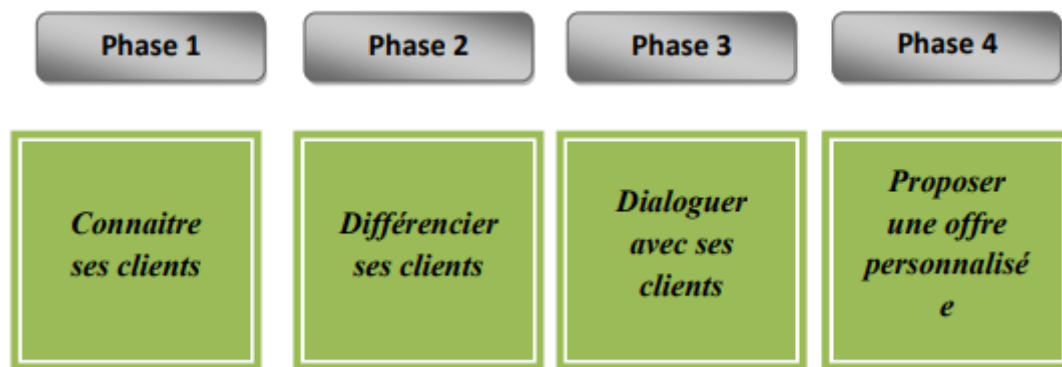 Phase 1
Phase 2
Phase 3
Phase 4
Connaitre
ses clients
Différencier
ses clients
Dialoguer
avec ses
clients
Proposer
une offre
personnalisé
e